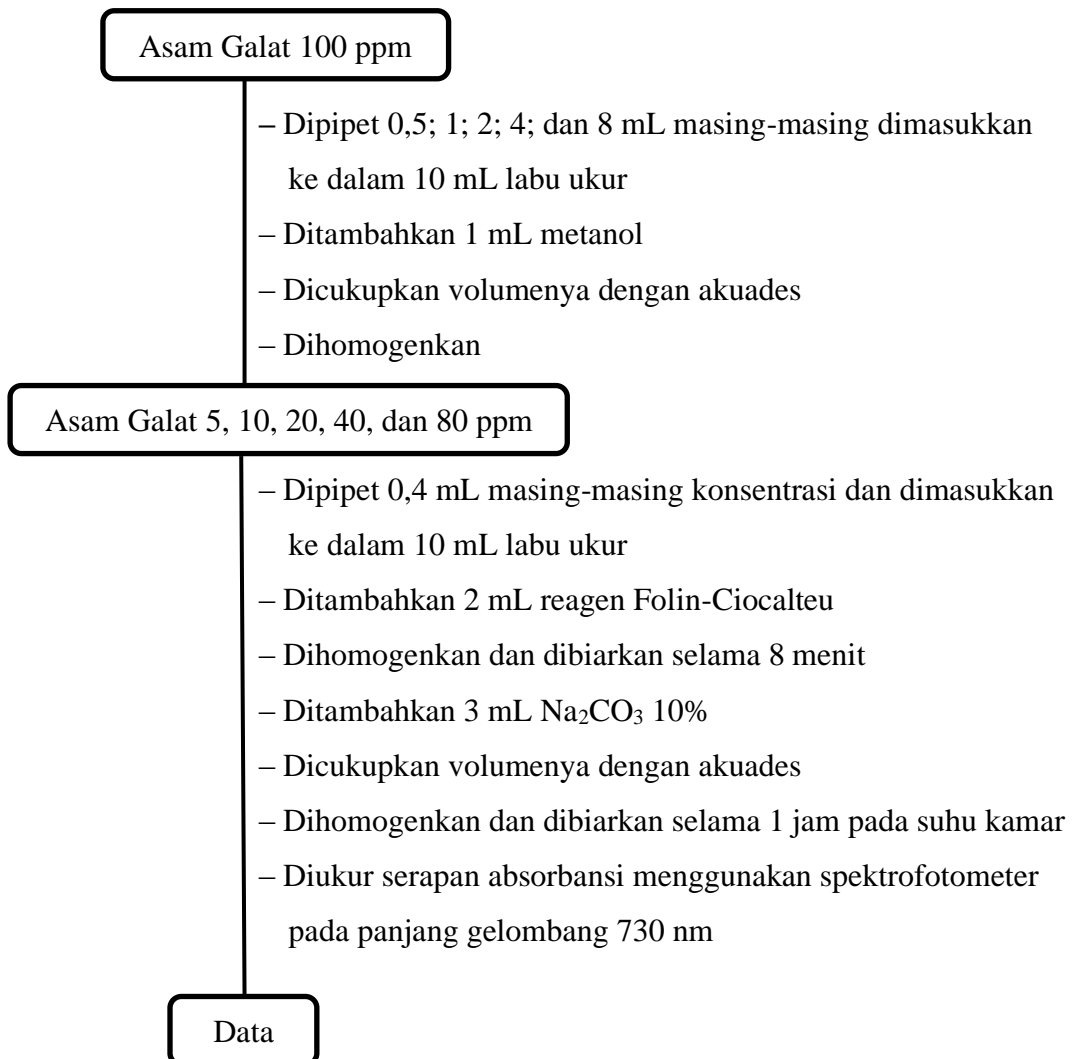 Asam Galat 100 ppm
– Dipipet 0,5; 1; 2; 4; dan 8 mL masing-masing dimasukkan
ke dalam 10 mL labu ukur
– Ditambahkan 1 mL metanol
– Dicukupkan volumenya dengan akuades
– Dihomogenkan
Asam Galat 5, 10, 20, 40, dan 80 ppm
– Dipipet 0,4 mL masing-masing konsentrasi dan dimasukkan
ke dalam 10 mL labu ukur
– Ditambahkan 2 mL reagen Folin-Ciocalteu
– Dihomogenkan dan dibiarkan selama 8 menit
– Ditambahkan 3 mL Na₂CO₃ 10%
– Dicukupkan volumenya dengan akuades
– Dihomogenkan dan dibiarkan selama 1 jam pada suhu kamar
– Diukur serapan absorbansi menggunakan spektrofotometer
pada panjang gelombang 730 nm
Data